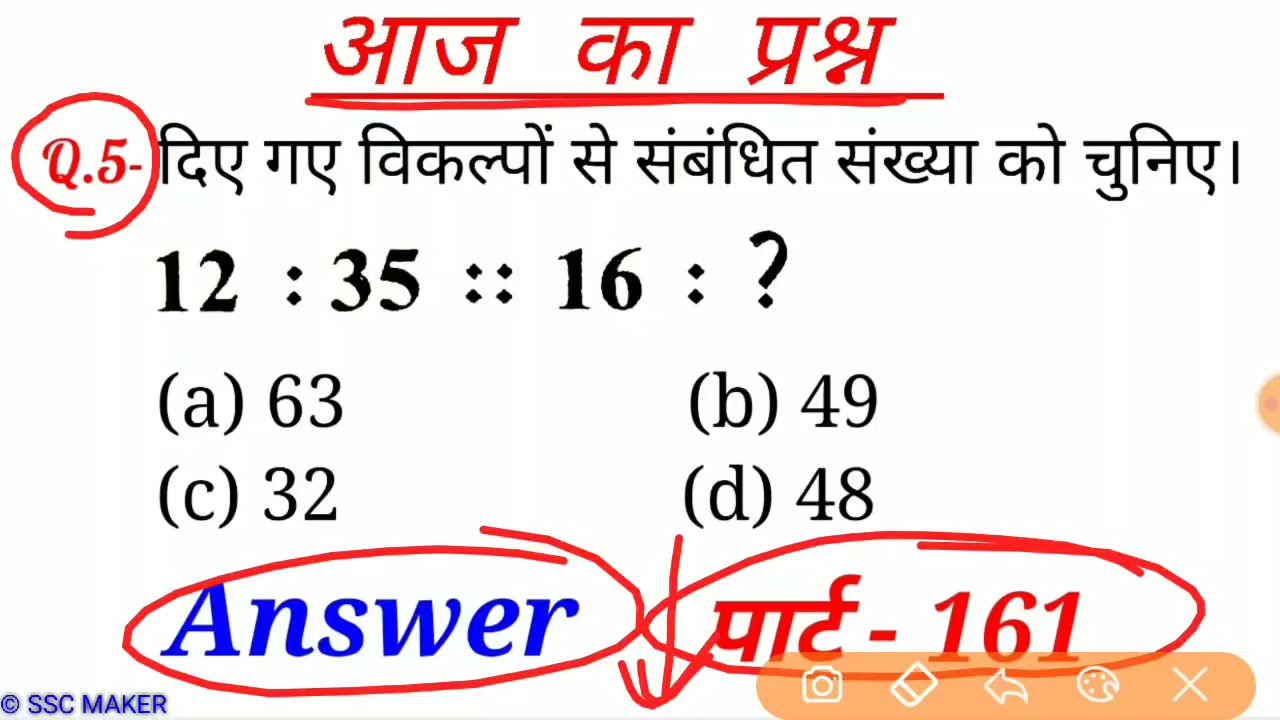 आज का प्रश्न
Q.5- दिए गए विकल्पों से संबंधित संख्या को चुनिए।
12 : 35 :: 16 : ?
(a) 63 (b) 49
(c) 32 (d) 48
Answer पार्ट - 161
© SSC MAKER